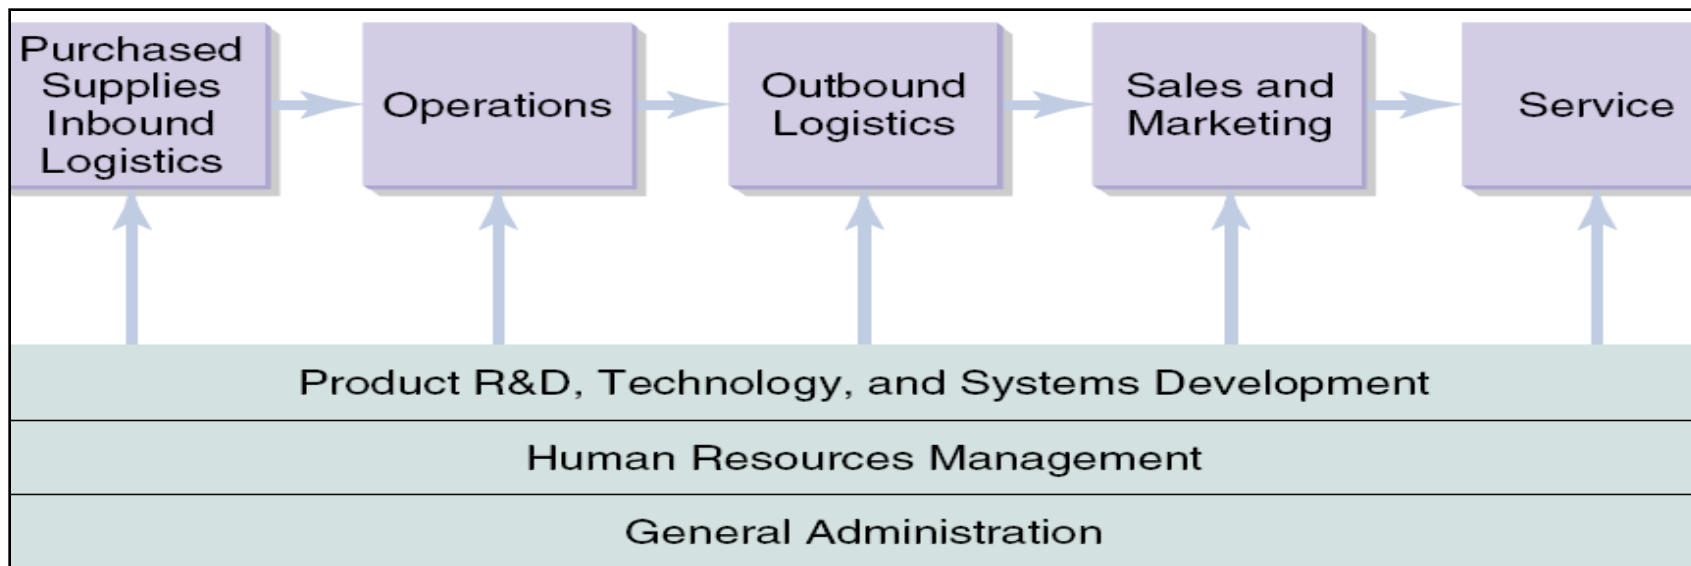 Purchased
Supplies
Inbound
Logistics
Operations
Outbound
Logistics
Sales and
Marketing
Service
Product R&D, Technology, and Systems Development
Human Resources Management
General Administration